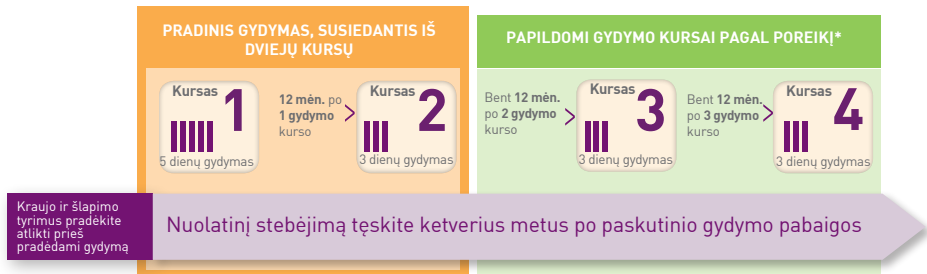 PRADINIS GYDYMAS, SUSIEDANTIS IŠ
DVIEJŲ KURSŲ
Kursas 1
5 dienų gydymas
12 mėn. po
1 gydymo
kurso
Kursas 2
3 dienų gydymas
PAPILDOMI GYDYMO KURSAI PAGAL POREIKĮ*
Bent 12 mėn.
po 2 gydymo
kurso
Kursas 3
3 dienų gydymas
Bent 12 mėn.
po 3 gydymo
kurso
Kursas 4
3 dienų gydymas
Kraujo ir šlapimo
tyrimus pradėkite
atlikti prieš
pradėdami gydymą
Nuolatinį stebėjimą tęskite ketverius metus po paskutinio gydymo pabaigos